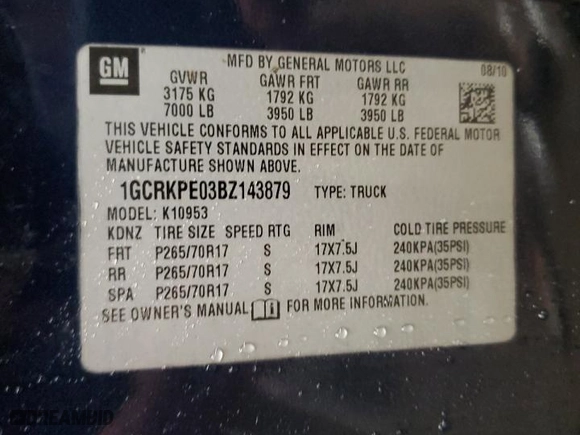 GM
MFD BY GENERAL MOTORS LLC
08/10
GVWR GAWR FRT GAWR RR
3175 KG 1792 KG 1792 KG
7000 LB 3950 LB 3950 LB
THIS VEHICLE CONFORMS TO ALL APPLICABLE U.S. FEDERAL MOTOR
VEHICLE SAFETY STANDARDS IN EFFECT ON THE DATE OF
MANUFACTURE SHOWN ABOVE.
1GCRKPE03BZ143879 TYPE: TRUCK
MODEL: K10953
KDNZ TIRE SIZE SPEED RTG RIM COLD TIRE PRESSURE
FRT P265/70R17 S 17X7.5J 240KPA(35PSI)
RR P265/70R17 S 17X7.5J 240KPA(35PSI)
SPA P265/70R17 S 17X7.5J 240KPA(35PSI)
SEE OWNER'S MANUAL FOR MORE INFORMATION.
DREAMBID